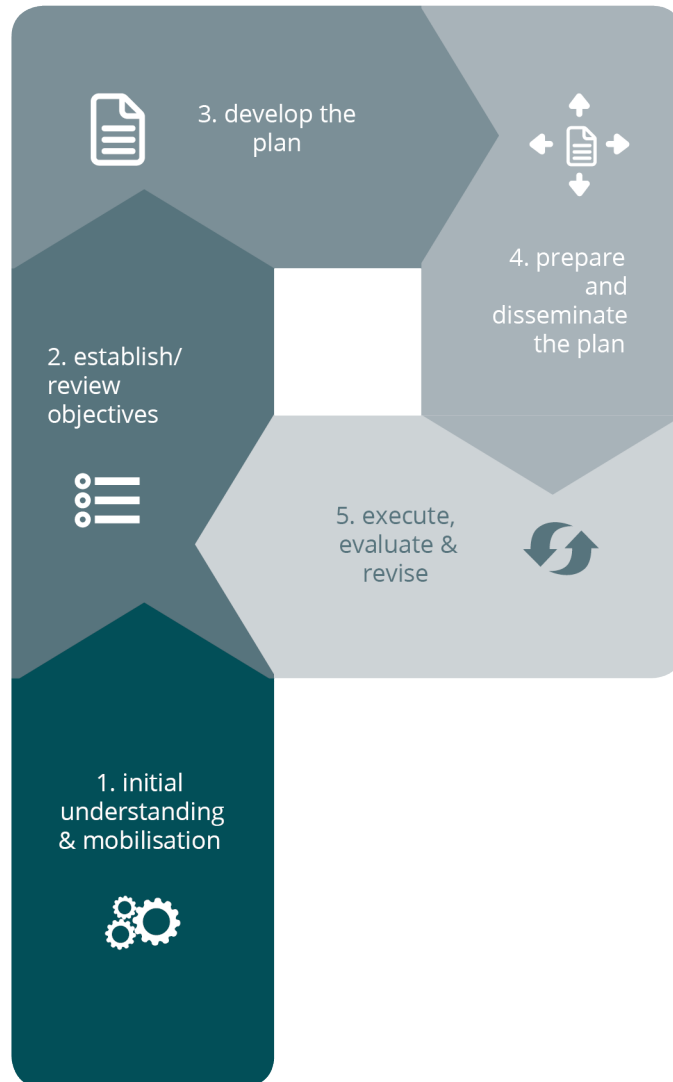 3. develop the
plan
4. prepare
and
disseminate
the plan
2. establish/
review
objectives
5. execute,
evaluate &
revise
1. initial
understanding
& mobilisation